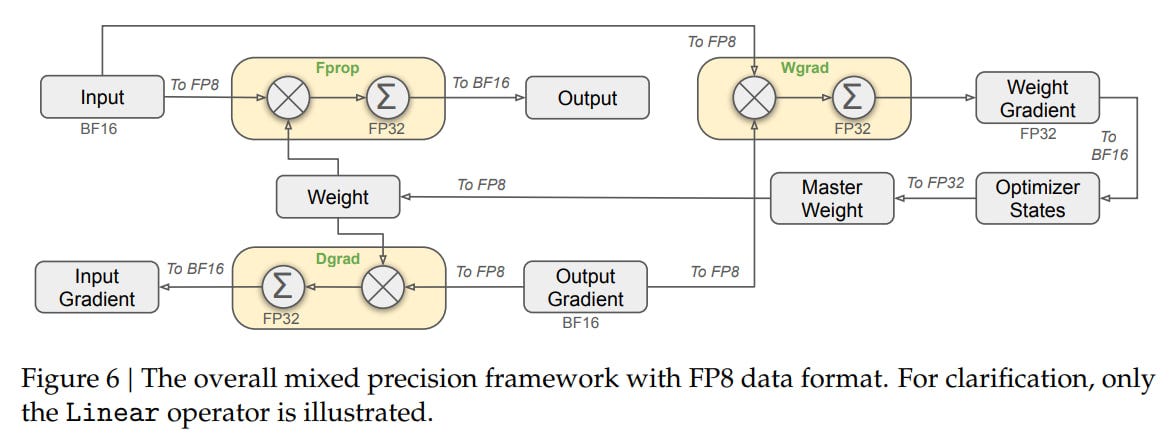 To FP8
Fprop
Wgrad
Input
To FP8
To BF16
Output
Weight
Gradient
BF16
FP32
FP32
FP32
To
BF16
Weight
To FP8
Master
Weight
To FP32
Optimizer
States
Dgrad
Input
Gradient
To BF16
Σ
FP32
To FP8
Output
Gradient
BF16
To FP8
Σ
Σ
Figure 6 | The overall mixed precision framework with FP8 data format. For clarification, only
the Linear operator is illustrated.